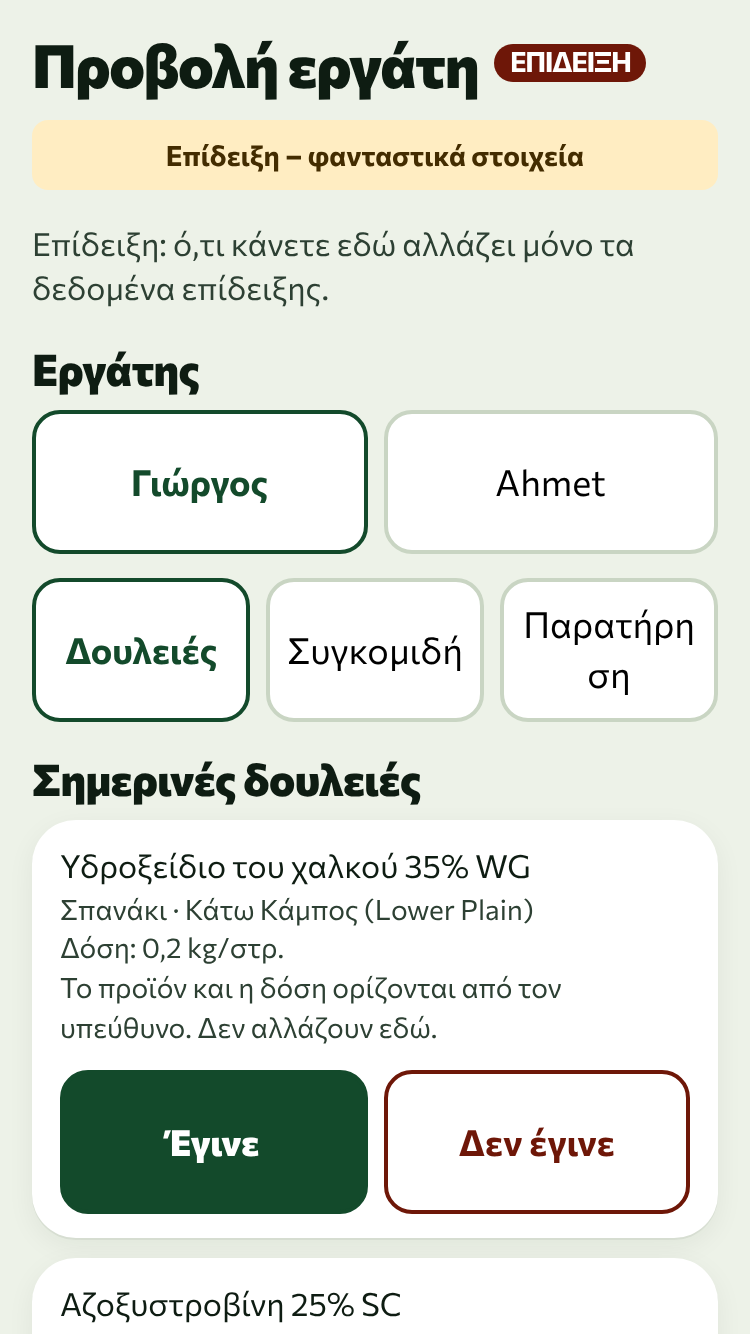 Προβολή εργάτη ΕΠΙΔΕΙΞΗ
Επίδειξη – φανταστικά στοιχεία
Επίδειξη: ό,τι κάνετε εδώ αλλάζει μόνο τα
δεδομένα επίδειξης.
Εργάτης
Γιώργος
Ahmet
Δουλειές
Συγκομιδή
Παρατήρη
ση
Σημερινές δουλειές
Υδροξείδιο του χαλκού 35% WG
Σπανάκι · Κάτω Κάμπος (Lower Plain)
Δόση: 0,2 kg/στρ.
Το προϊόν και η δόση ορίζονται από τον
υπεύθυνο. Δεν αλλάζουν εδώ.
Έγινε
Δεν έγινε
Αζοξυστροβίνη 25% SC